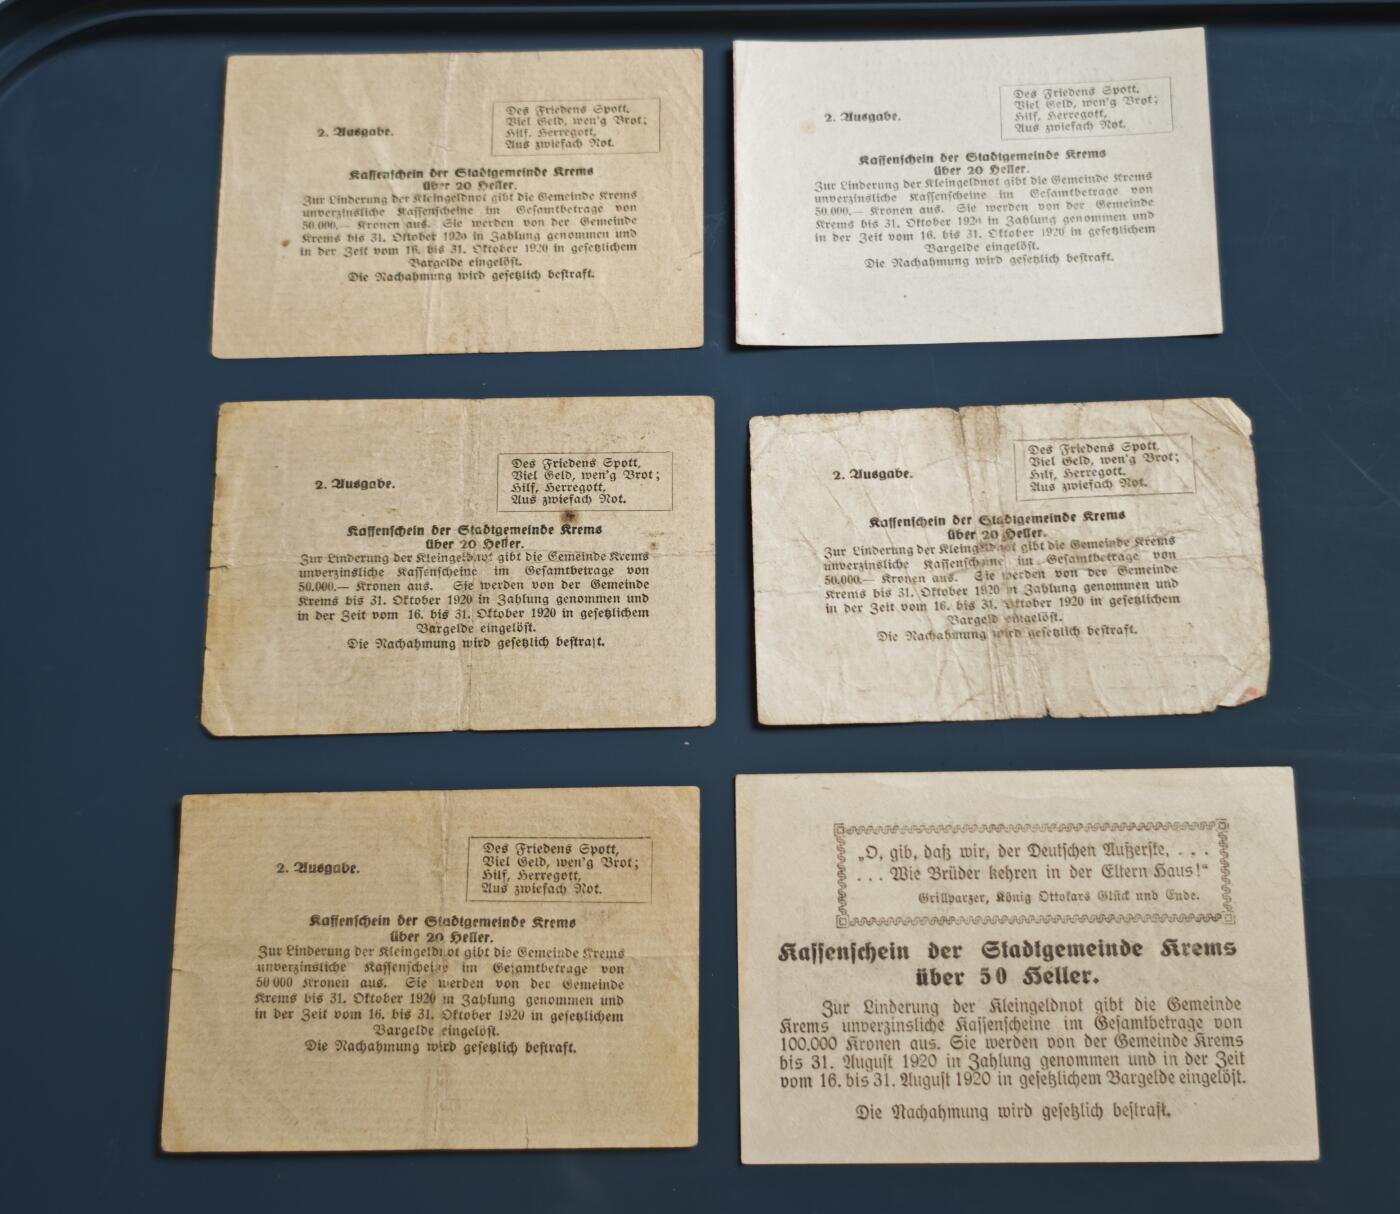 2. Ausgabe.
Des Friedens Spott,
Viel Geld, wen'g Brot;
Hilf, Herregott,
Aus zwiefach Not.
Kassenschein der Stadtgemeinde Krems
über 20 Heller.
Zur Linderung der Kleingeldnot gibt die Gemeinde Krems
unverzinsliche Kassenscheine im Gesamtbetrage von
50.000.— Kronen aus. Sie werden von der Gemeinde
Krems bis 31. Oktober 1920 in Zahlung genommen und
in der Zeit vom 16. bis 31. Oktober 1920 in gesetzlichem
Bargelde eingelöst.
Die Nachahmung wird gesetzlich bestraft.
2. Ausgabe.
Des Friedens Spott,
Viel Geld, wen'g Brot;
Hilf, Herregott,
Aus zwiefach Not.
Kassenschein der Stadtgemeinde Krems
über 20 Heller.
Zur Linderung der Kleingeldnot gibt die Gemeinde Krems
unverzinsliche Kassenscheine im Gesamtbetrage von
50.000.— Kronen aus. Sie werden von der Gemeinde
Krems bis 31. Oktober 1920 in Zahlung genommen und
in der Zeit vom 16. bis 31. Oktober 1920 in gesetzlichem
Bargelde eingelöst.
Die Nachahmung wird gesetzlich bestraft.
2. Ausgabe.
Des Friedens Spott,
Viel Geld, wen'g Brot;
Hilf, Herregott,
Aus zwiefach Not.
Kassenschein der Stadtgemeinde Krems
über 20 Heller.
Zur Linderung der Kleingeldnot gibt die Gemeinde Krems
unverzinsliche Kassenscheine im Gesamtbetrage von
50.000.— Kronen aus. Sie werden von der Gemeinde
Krems bis 31. Oktober 1920 in Zahlung genommen und
in der Zeit vom 16. bis 31. Oktober 1920 in gesetzlichem
Bargelde eingelöst.
Die Nachahmung wird gesetzlich bestraft.
2. Ausgabe.
Des Friedens Spott,
Viel Geld, wen'g Brot;
Hilf, Herregott,
Aus zwiefach Not.
Kassenschein der Stadtgemeinde Krems
über 20 Heller.
Zur Linderung der Kleingeldnot gibt die Gemeinde Krems
unverzinsliche Kassenscheine im Gesamtbetrage von
50.000.— Kronen aus. Sie werden von der Gemeinde
Krems bis 31. Oktober 1920 in Zahlung genommen und
in der Zeit vom 16. bis 31. Oktober 1920 in gesetzlichem
Bargeld eingelöst.
Die Nachahmung wird gesetzlich bestraft.
2. Ausgabe.
Des Friedens Spott,
Viel Geld, wen'g Brot;
Hilf, Herregott,
Aus zwiefach Not.
Kassenschein der Stadtgemeinde Krems
über 20 Heller.
Zur Linderung der Kleingeldnot gibt die Gemeinde Krems
unverzinsliche Kassenscheine im Gesamtbetrage von
50 000 Kronen aus. Sie werden von der Gemeinde
Krems bis 31. Oktober 1920 in Zahlung genommen und
in der Zeit vom 16. bis 31. Oktober 1920 in gesetzlichem
Bargelde eingelöst.
Die Nachahmung wird gesetzlich bestraft.
„O, gib, daß wir, der Deutschen Äußerste, . . .
. . . Wie Brüder kehren in der Eltern Haus!"
Grillparzer, König Ottokars Glück und Ende.
Kassenschein der Stadtgemeinde Krems
über 50 Heller.
Zur Linderung der Kleingeldnot gibt die Gemeinde
Krems unverzinsliche Kassenscheine im Gesamtbetrage von
100.000 Kronen aus. Sie werden von der Gemeinde Krems
bis 31. August 1920 in Zahlung genommen und in der Zeit
vom 16. bis 31. August 1920 in gesetzlichem Bargelde eingelöst.
Die Nachahmung wird gesetzlich bestraft.